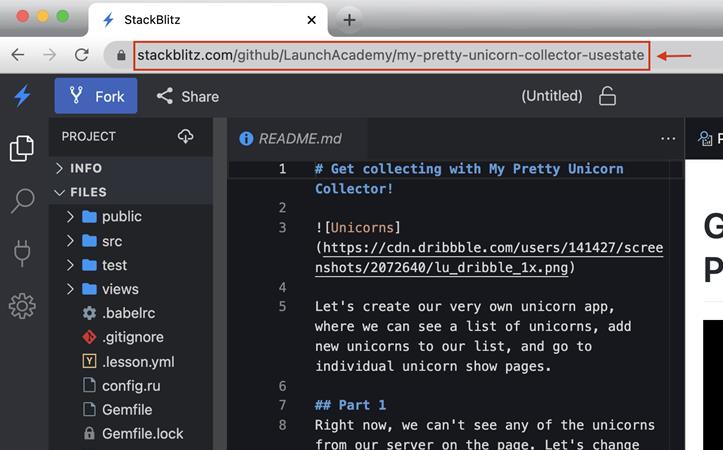 StackBlitz
stackblitz.com/github/LaunchAcademy/my-pretty-unicorn-collector-usestate
Fork
Share
(Untitled)
PROJECT
INFO
FILES
public
src
test
views
.babelrc
.gitignore
.lesson.yml
config.ru
Gemfile
Gemfile.lock
README.md
...
P
1 # Get collecting with My Pretty Unicorn
Collector!
2
3 ![Unicorns]
(https://cdn.dribbble.com/users/141427/scree
nshots/2072640/lu_dribble_1x.png)
4
5 Let's create our very own unicorn app,
where we can see a list of unicorns, add
new unicorns to our list, and go to
individual unicorn show pages.
6
7 ## Part 1
8 Right now, we can't see any of the unicorns
from our server on the page. Let's change
G
P